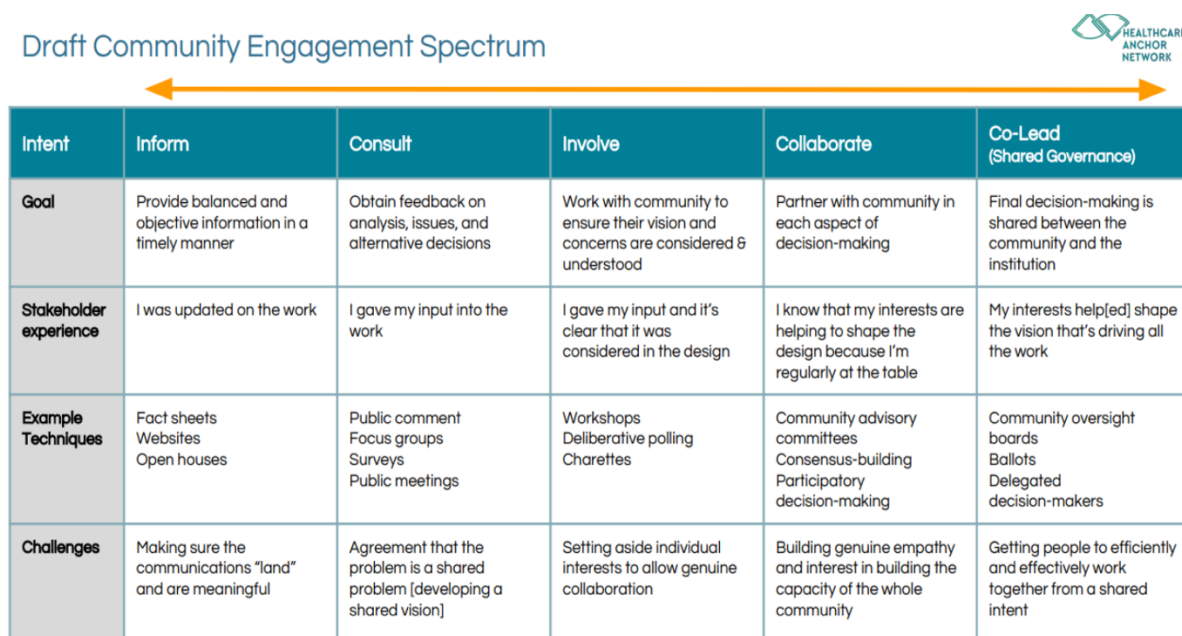 Draft Community Engagement Spectrum
HEALTHCARE
ANCHOR
NETWORK
Intent
Inform
Consult
Involve
Collaborate
Co-Lead
(Shared Governance)
Goal
Provide balanced and
objective information in a
timely manner
Obtain feedback on
analysis, issues, and
alternative decisions
Work with community to
ensure their vision and
concerns are considered &
understood
Partner with community in
each aspect of
decision-making
Final decision-making is
shared between the
community and the
institution
Stakeholder
experience
I was updated on the work
I gave my input into the
work
I gave my input and it's
clear that it was
considered in the design
I know that my interests are
helping to shape the
design because I'm
regularly at the table
My interests help[ed] shape
the vision that's driving all
the work
Example
Techniques
Fact sheets
Websites
Open houses
Public comment
Focus groups
Surveys
Public meetings
Workshops
Deliberative polling
Charettes
Community advisory
committees
Consensus-building
Participatory
decision-making
Community oversight
boards
Ballots
Delegated
decision-makers
Challenges
Making sure the
communications "land"
and are meaningful
Agreement that the
problem is a shared
problem [developing a
shared vision]
Setting aside individual
interests to allow genuine
collaboration
Building genuine empathy
and interest in building the
capacity of the whole
community
Getting people to efficiently
and effectively work
together from a shared
intent